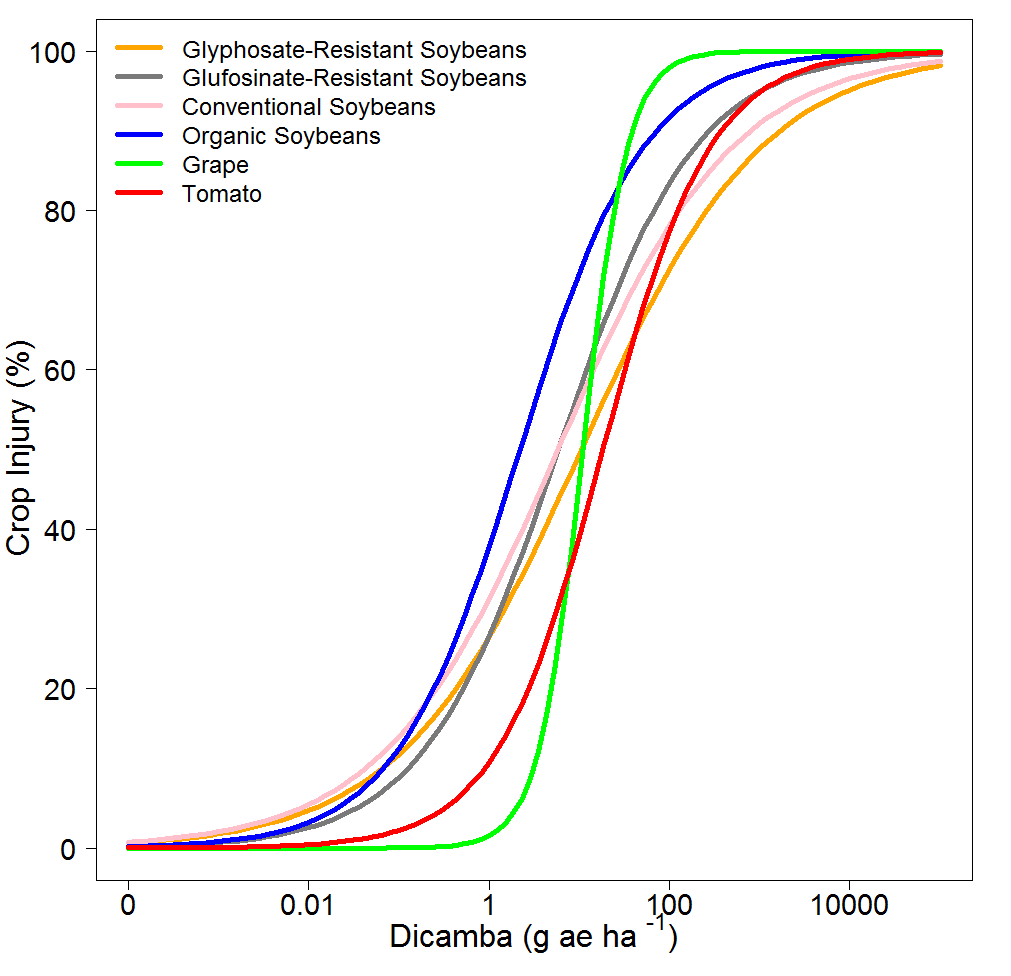 Glyphosate-Resistant Soybeans
Glufosinate-Resistant Soybeans
Conventional Soybeans
Organic Soybeans
Grape
Tomato
100
80
60
40
20
0
Crop Injury (%)
0 0.01 1 100 10000
Dicamba (g ae ha -1)